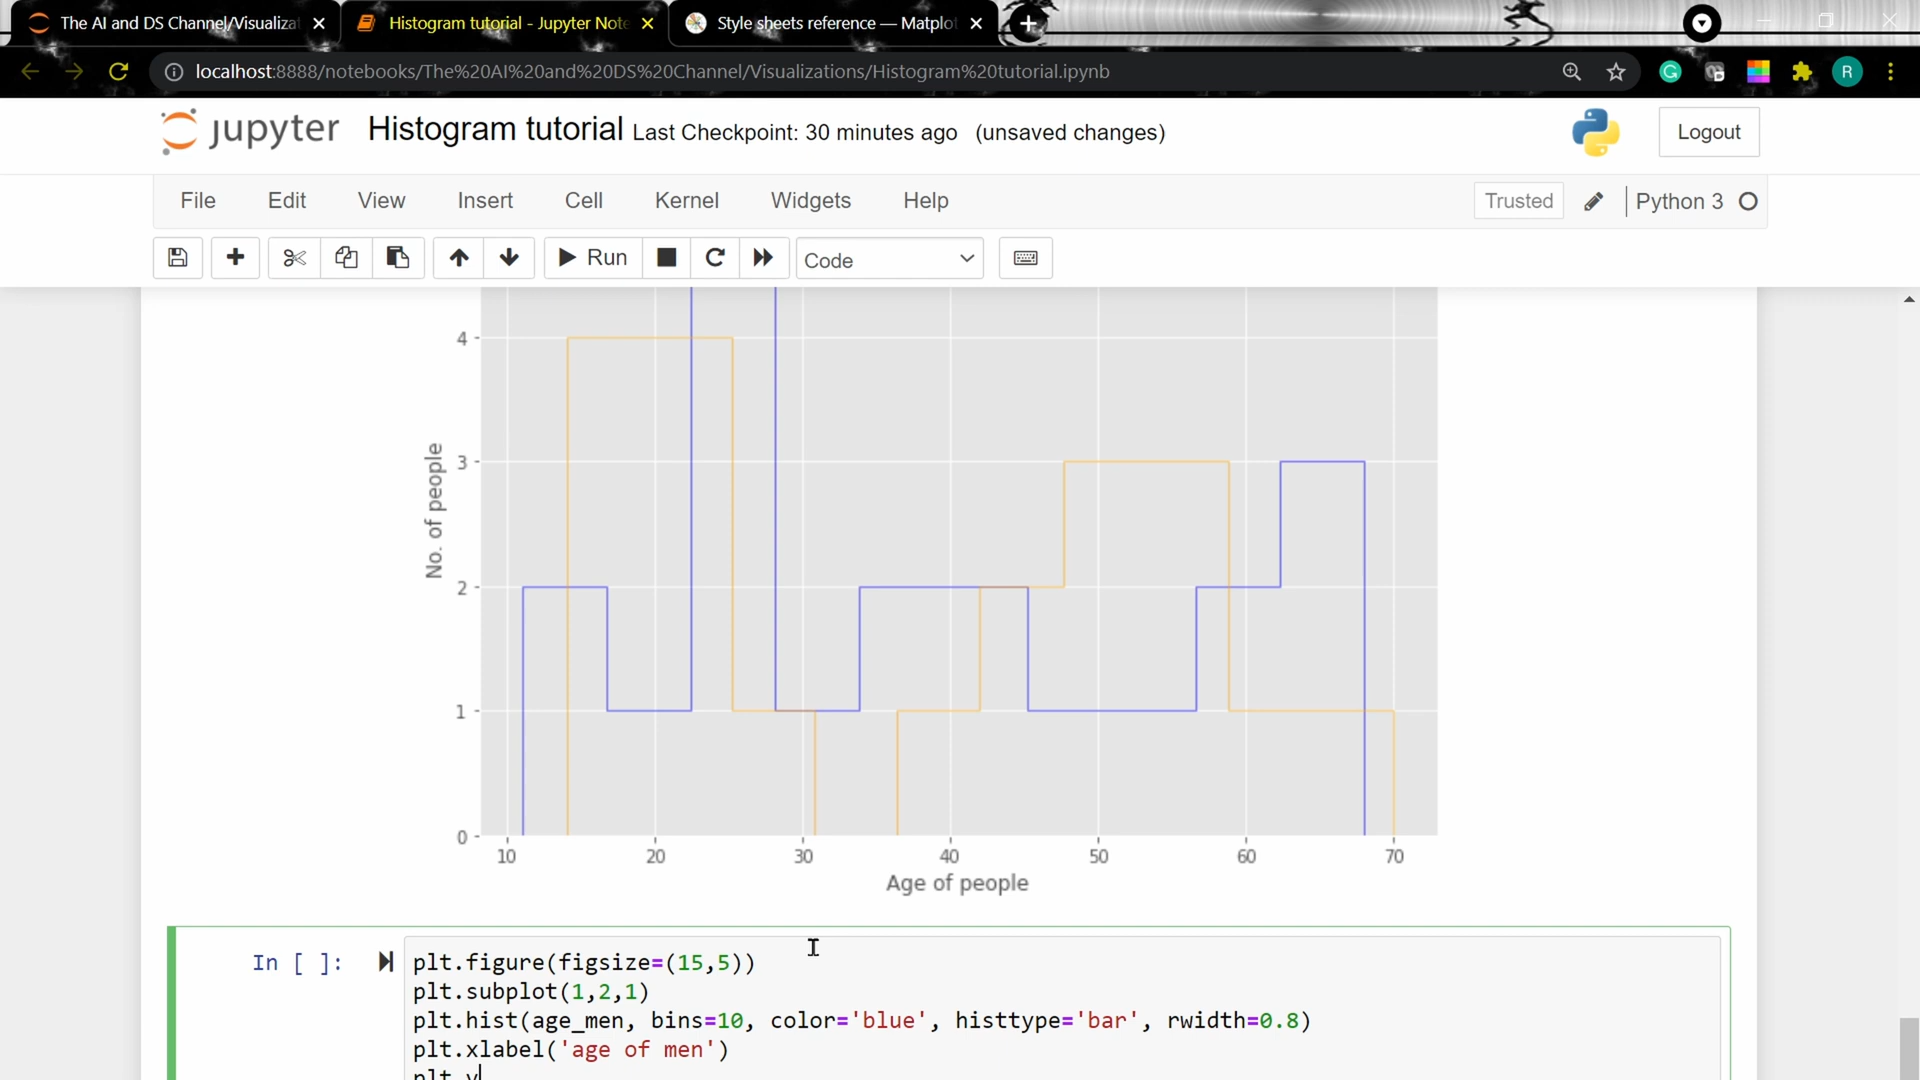 The AI and DS Channel/Visualizat
Histogram tutorial - Jupyter Note
Style sheets reference — Matplot
localhost:8888/notebooks/The%20AI%20and%20DS%20Channel/Visualizations/Histogram%20tutorial.ipynb
R
jupyter Histogram tutorial Last Checkpoint: 30 minutes ago (unsaved changes)
Logout
File Edit View Insert Cell Kernel Widgets Help
Trusted Python 3
Run Code
4
3
2
1
0
No. of people
10 20 30 40 50 60 70
Age of people
In [ ]:
plt.figure(figsize=(15,5))
plt.subplot(1,2,1)
plt.hist(age_men, bins=10, color='blue', histtype='bar', rwidth=0.8)
plt.xlabel('age of men')
plt.y